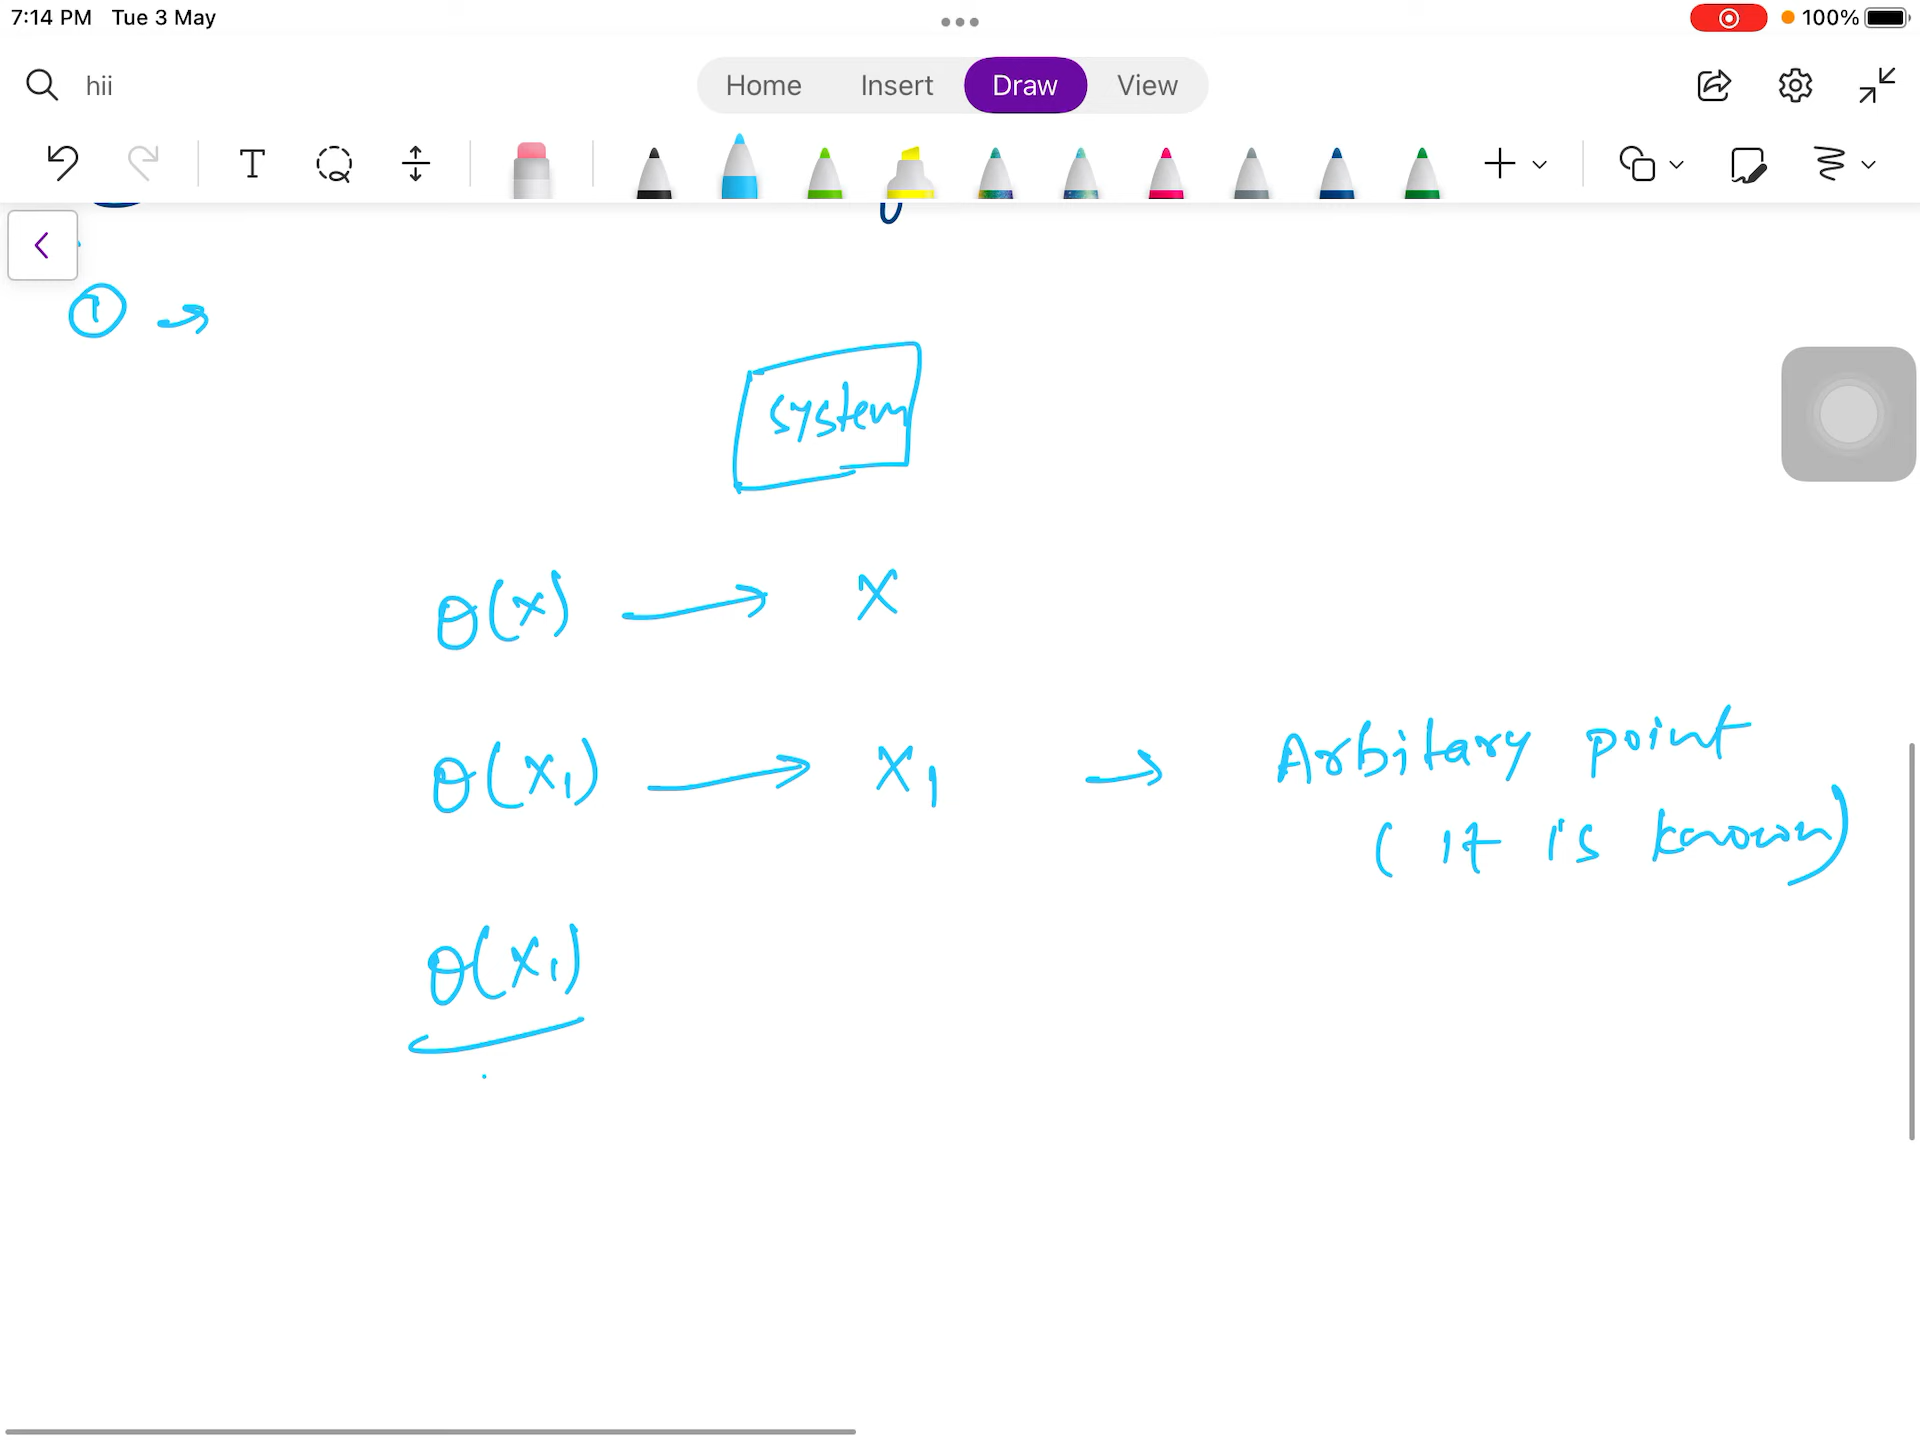 7:14 PM Tue 3 May 100%
hii Home Insert Draw View
T
① →
system
θ(x) → X
θ(x₁) → X₁ → Arbitary point
( it is known)
θ(x₁)